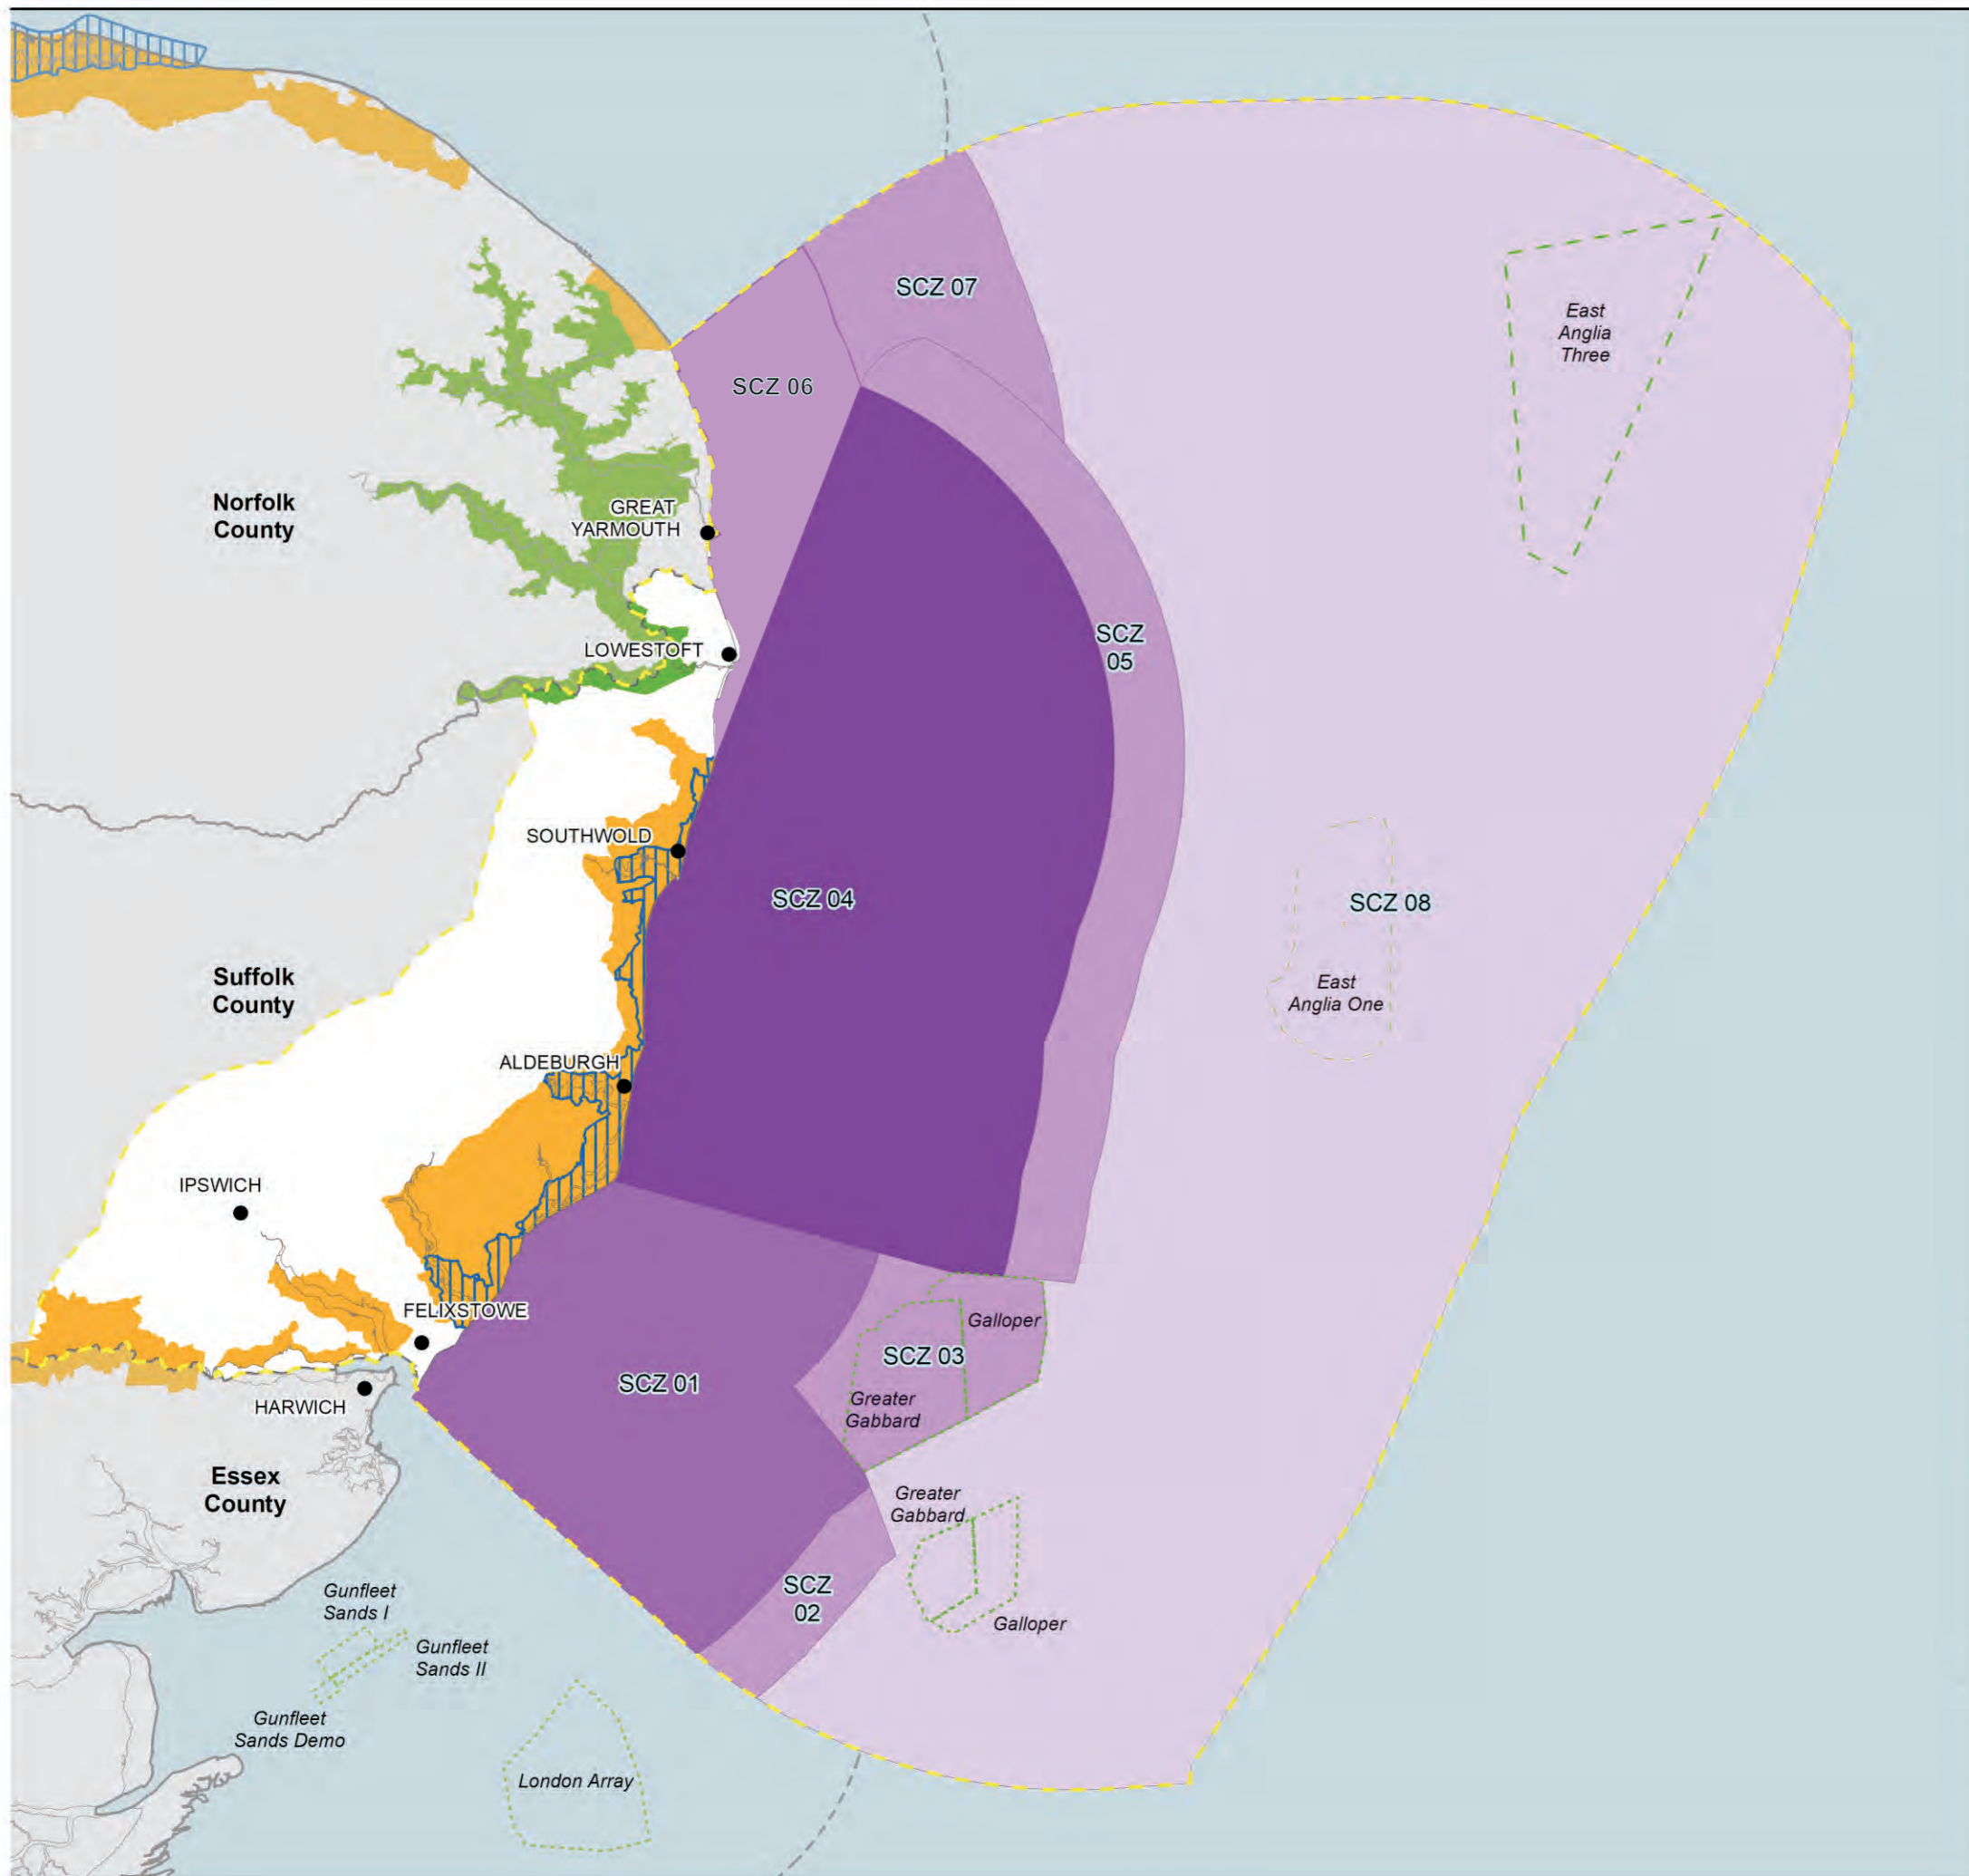 SCZ 07
East
Anglia
Three
SCZ 06
Norfolk
County
GREAT
YARMOUTH
SCZ
05
LOWESTOFT
SOUTHWOLD
SCZ 04
SCZ 08
Suffolk
County
East
Anglia One
ALDEBURGH
IPSWICH
FELIXSTOWE
Galloper
SCZ 03
SCZ 01
Greater
Gabbard
HARWICH
Essex
County
Greater
Gabbard
SCZ
02
Gunfleet
Sands I
Galloper
Gunfleet
Sands II
Gunfleet
Sands Demo
London Array